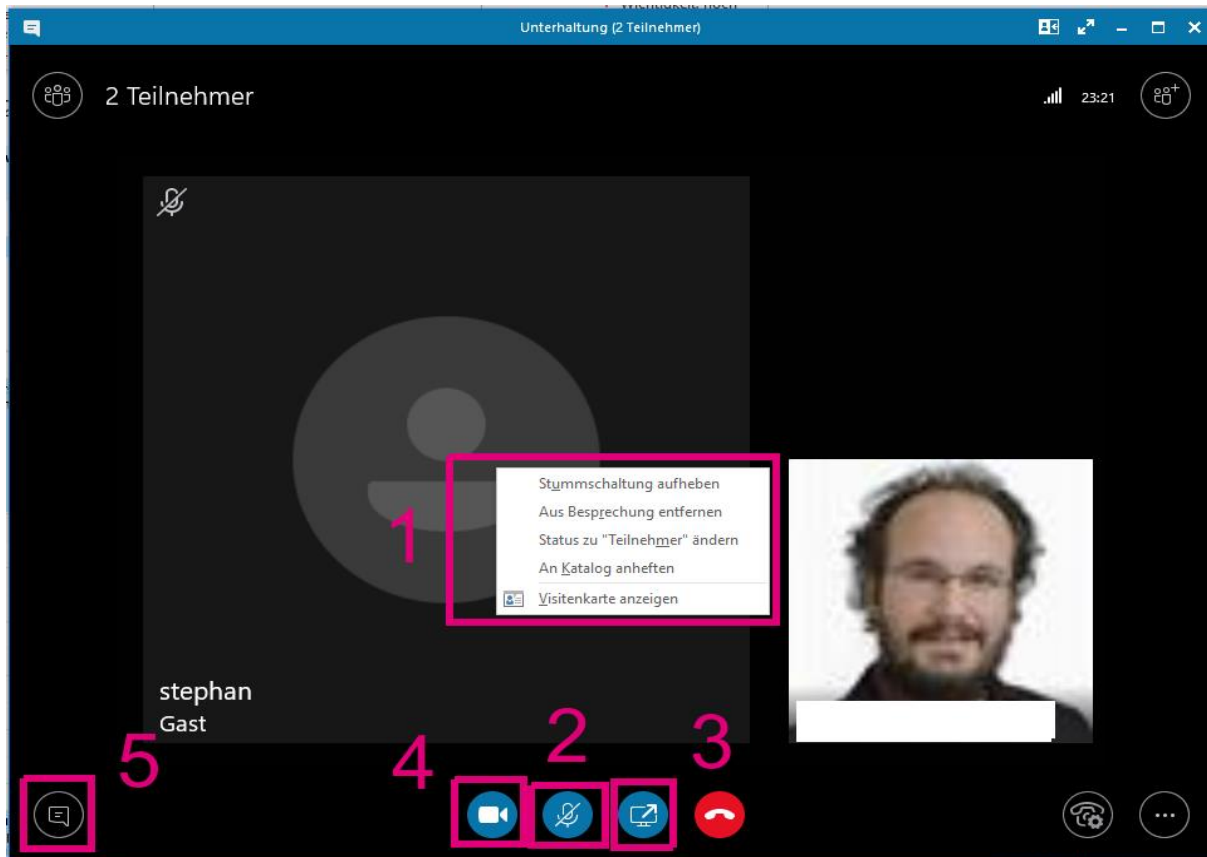 Unterhaltung (2 Teilnehmer)
2 Teilnehmer
23:21
Stummschaltung aufheben
Aus Besprechung entfernen
Status zu "Teilnehmer" ändern
An Katalog anheften
Visitenkarte anzeigen
1
stephan
Gast
5
4
2
3